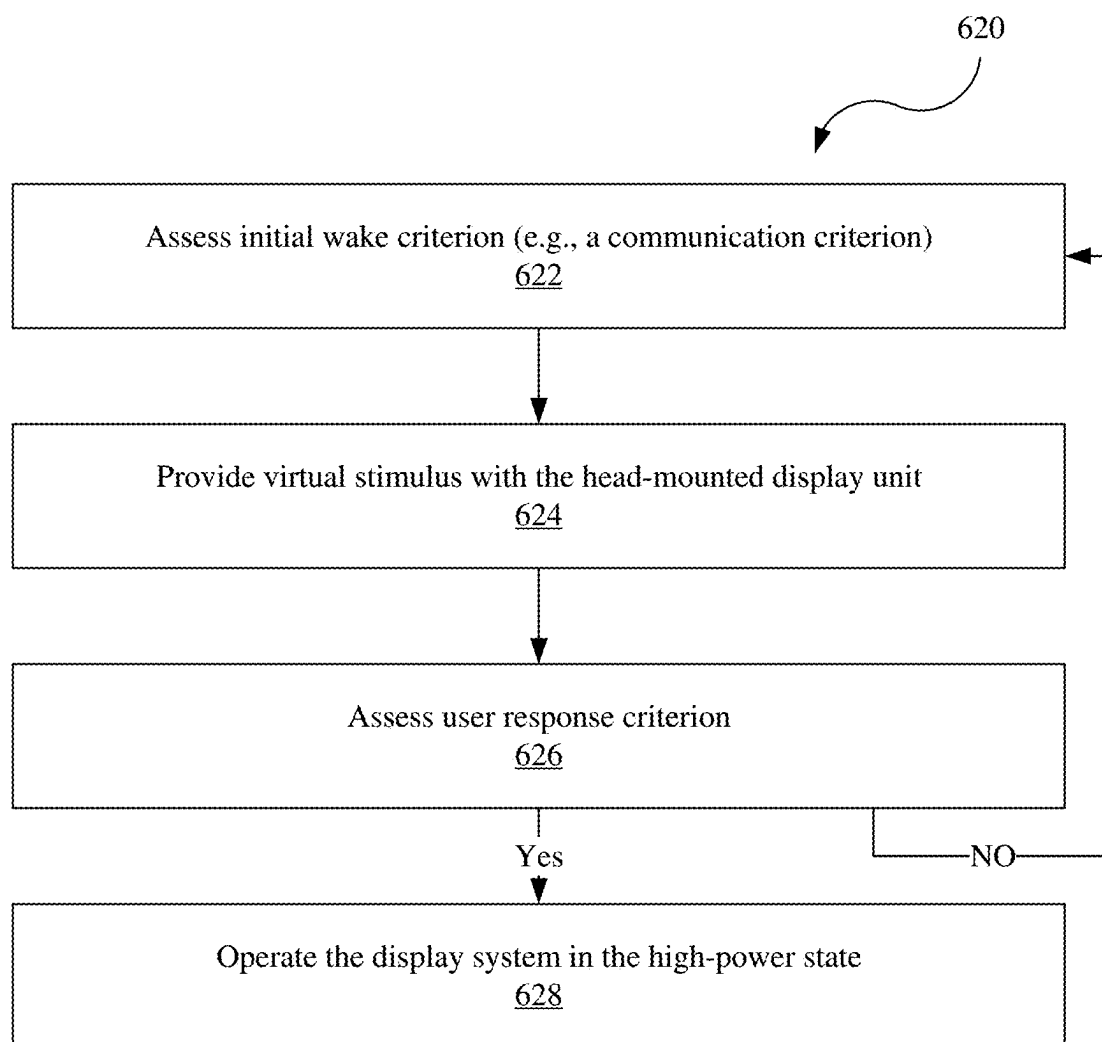 620
Assess initial wake criterion (e.g., a communication criterion)
622
Provide virtual stimulus with the head-mounted display unit
624
Assess user response criterion
626
Yes
NO
Operate the display system in the high-power state
628